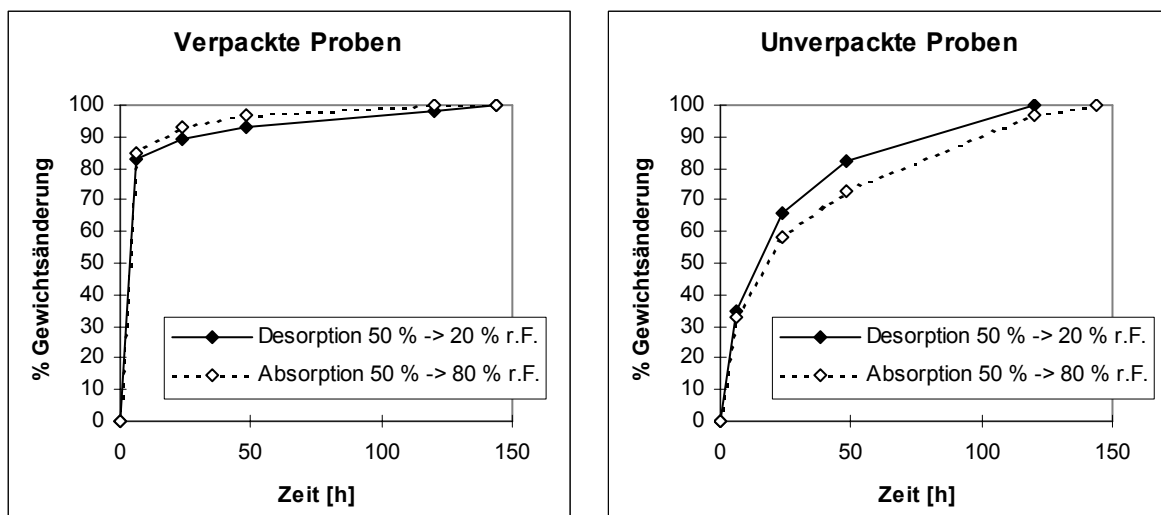 Verpackte Proben
% Gewichtsänderung
100
90
80
70
60
50
40
30
20
10
0
Desorption 50 % -> 20 % r.F.
Absorption 50 % -> 80 % r.F.
0 50 100 150
Zeit [h]
Unverpackte Proben
% Gewichtsänderung
100
90
80
70
60
50
40
30
20
10
0
Desorption 50 % -> 20 % r.F.
Absorption 50 % -> 80 % r.F.
0 50 100 150
Zeit [h]